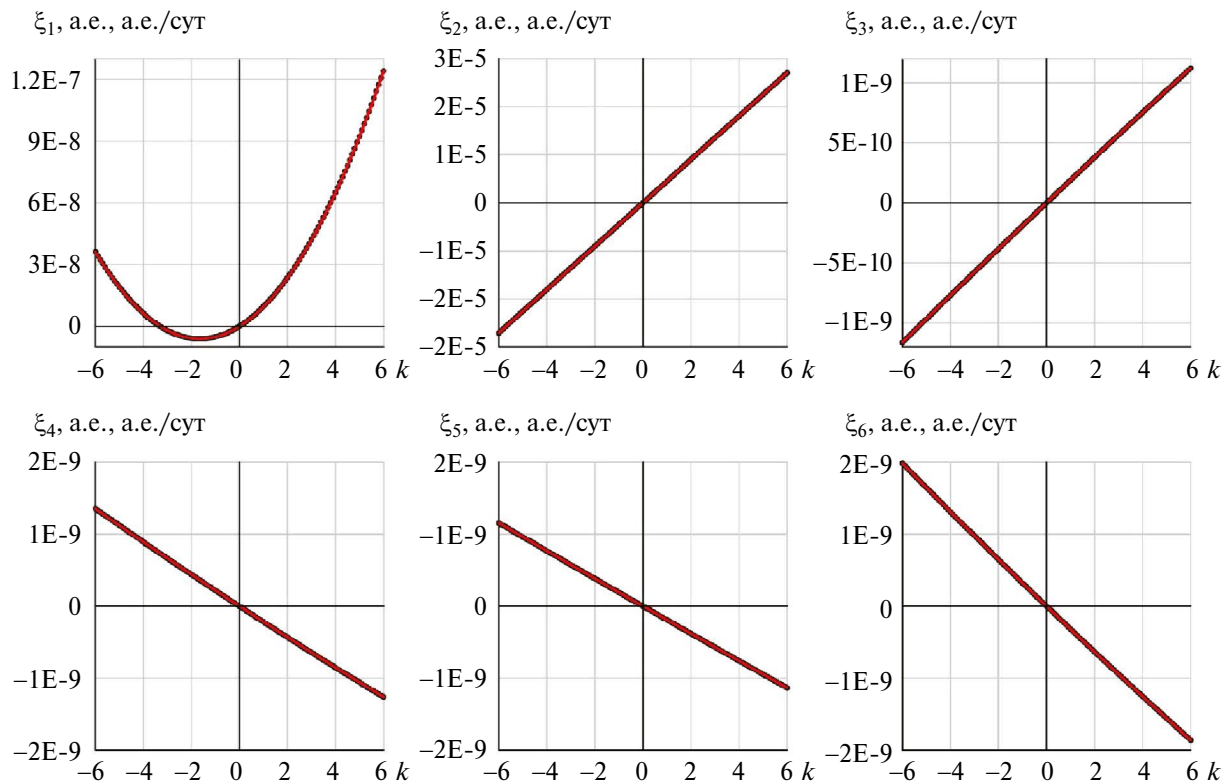 ξ1, а.е., а.е./сут
1.2E-7
9E-8
6E-8
3E-8
0
−6 −4 −2 0 2 4 6 k
ξ2, а.е., а.е./сут
3E-5
2E-5
1E-5
0
−1E-5
−2E-5
−2E-5
−6 −4 −2 0 2 4 6 k
ξ3, а.е., а.е./сут
1E-9
5E-10
0
−5E-10
−1E-9
−6 −4 −2 0 2 4 6 k
ξ4, а.е., а.е./сут
2E-9
1E-9
0
−1E-9
−2E-9
−6 −4 −2 0 2 4 6 k
ξ5, а.е., а.е./сут
2E-9
−1E-9
0
−1E-9
−2E-9
−6 −4 −2 0 2 4 6 k
ξ6, а.е., а.е./сут
2E-9
1E-9
0
−1E-9
−2E-9
−6 −4 −2 0 2 4 6 k